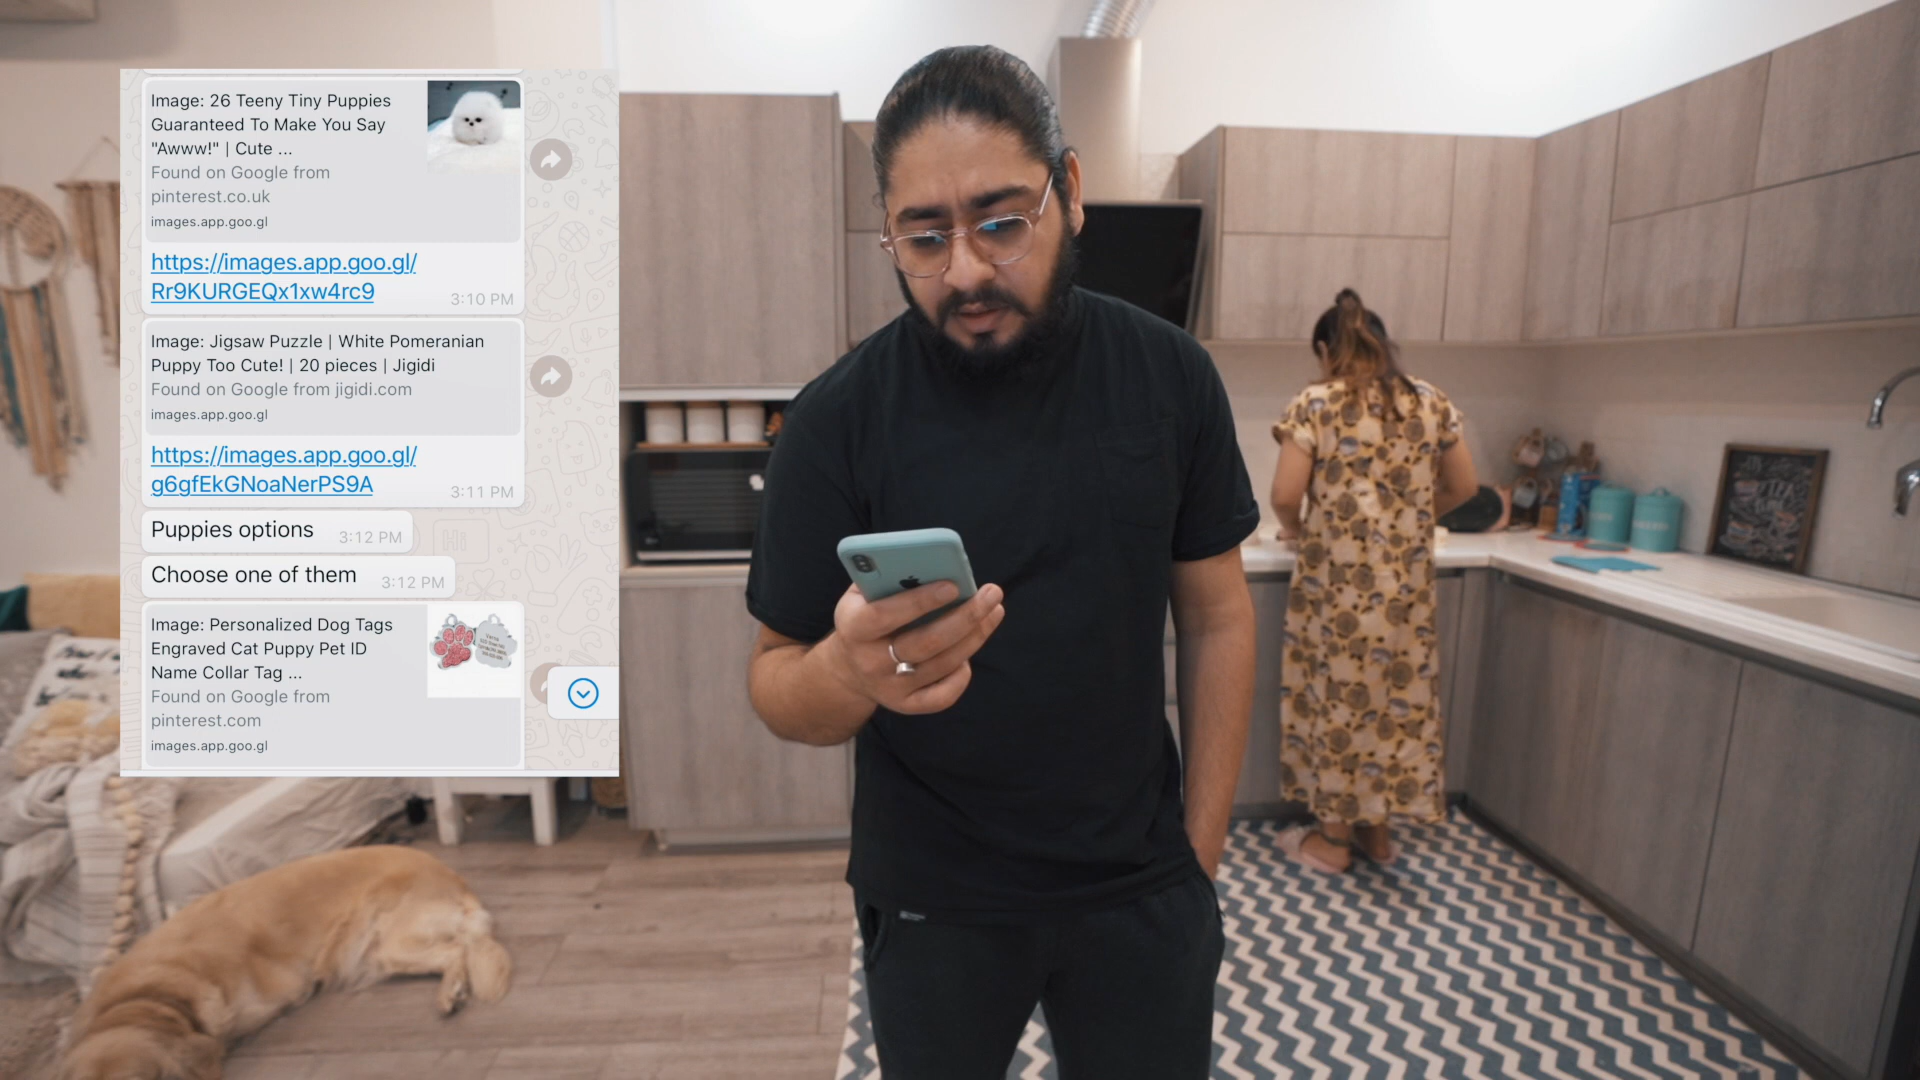 Image: 26 Teeny Tiny Puppies
Guaranteed To Make You Say
"Awww!" | Cute ...
Found on Google from
pinterest.co.uk
images.app.goo.gl
https://images.app.goo.gl/
Rr9KURGEQx1xw4rc9
3:10 PM
Image: Jigsaw Puzzle | White Pomeranian
Puppy Too Cute! | 20 pieces | Jigidi
Found on Google from jigidi.com
images.app.goo.gl
https://images.app.goo.gl/
g6gfEkGNoaNerPS9A
3:11 PM
Puppies options 3:12 PM
Choose one of them 3:12 PM
Image: Personalized Dog Tags
Engraved Cat Puppy Pet ID
Name Collar Tag ...
Found on Google from
pinterest.com
images.app.goo.gl